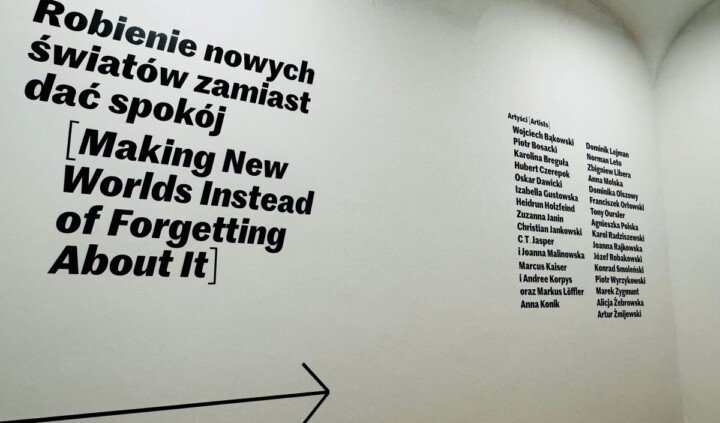 Robienie nowych
światów zamiast
dać spokój
[Making New
Worlds Instead
of Forgetting
About It]
Artyści [Artists]
Wojciech Bąkowski
Piotr Bosacki
Karolina Breguła
Hubert Czerepok
Oskar Dawicki
Izabella Gustowska
Heidrun Holzfeind
Zuzanna Janin
Christian Jankowski
C.T. Jasper
i Joanna Malinowska
Marcus Kaiser
i Andree Korpys
oraz Markus Löffler
Anna Konik
Dominik Lejman
Norman Leto
Zbigniew Libera
Anna Molska
Dominika Olszowy
Franciszek Orłowski
Tony Oursler
Agnieszka Polska
Karol Radziszewski
Joanna Rajkowska
Józef Robakowski
Konrad Smoleński
Piotr Wyrzykowski
Marek Zygmunt
Alicja Żebrowska
Artur Żmijewski